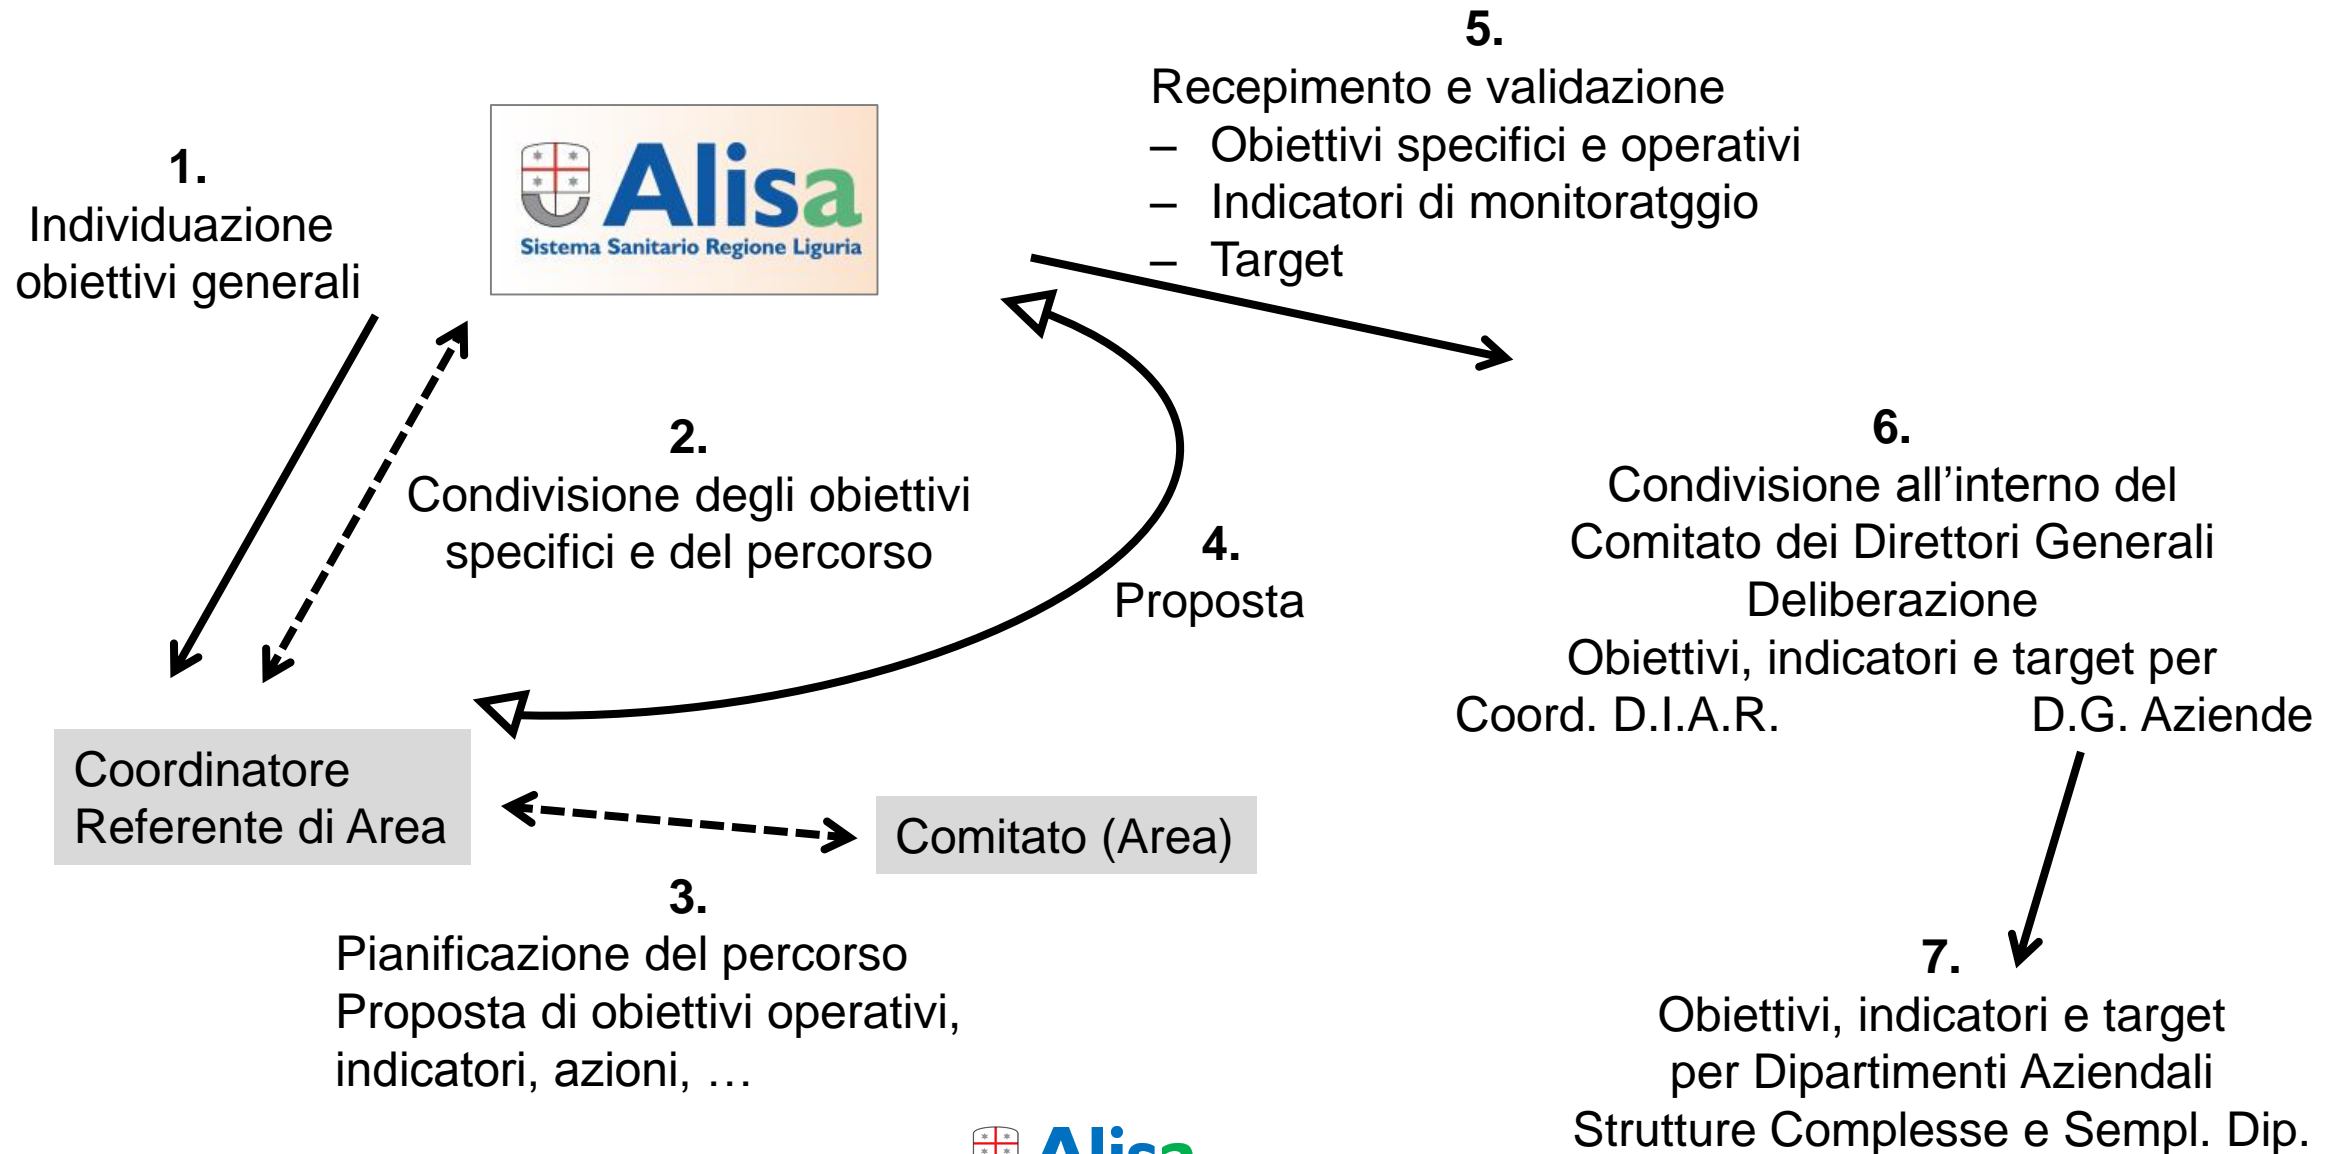 1.
Individuazione
obiettivi generali
Alisa
Sistema Sanitario Regione Liguria
2.
Condivisione degli obiettivi
specifici e del percorso
Coordinatore
Referente di Area
Comitato (Area)
3.
Pianificazione del percorso
Proposta di obiettivi operativi,
indicatori, azioni, …
4.
Proposta
5.
Recepimento e validazione
– Obiettivi specifici e operativi
– Indicatori di monitoratggio
– Target
6.
Condivisione all’interno del
Comitato dei Direttori Generali
Deliberazione
Obiettivi, indicatori e target per
Coord. D.I.A.R. D.G. Aziende
7.
Obiettivi, indicatori e target
per Dipartimenti Aziendali
Strutture Complesse e Sempl. Dip.
Alisa